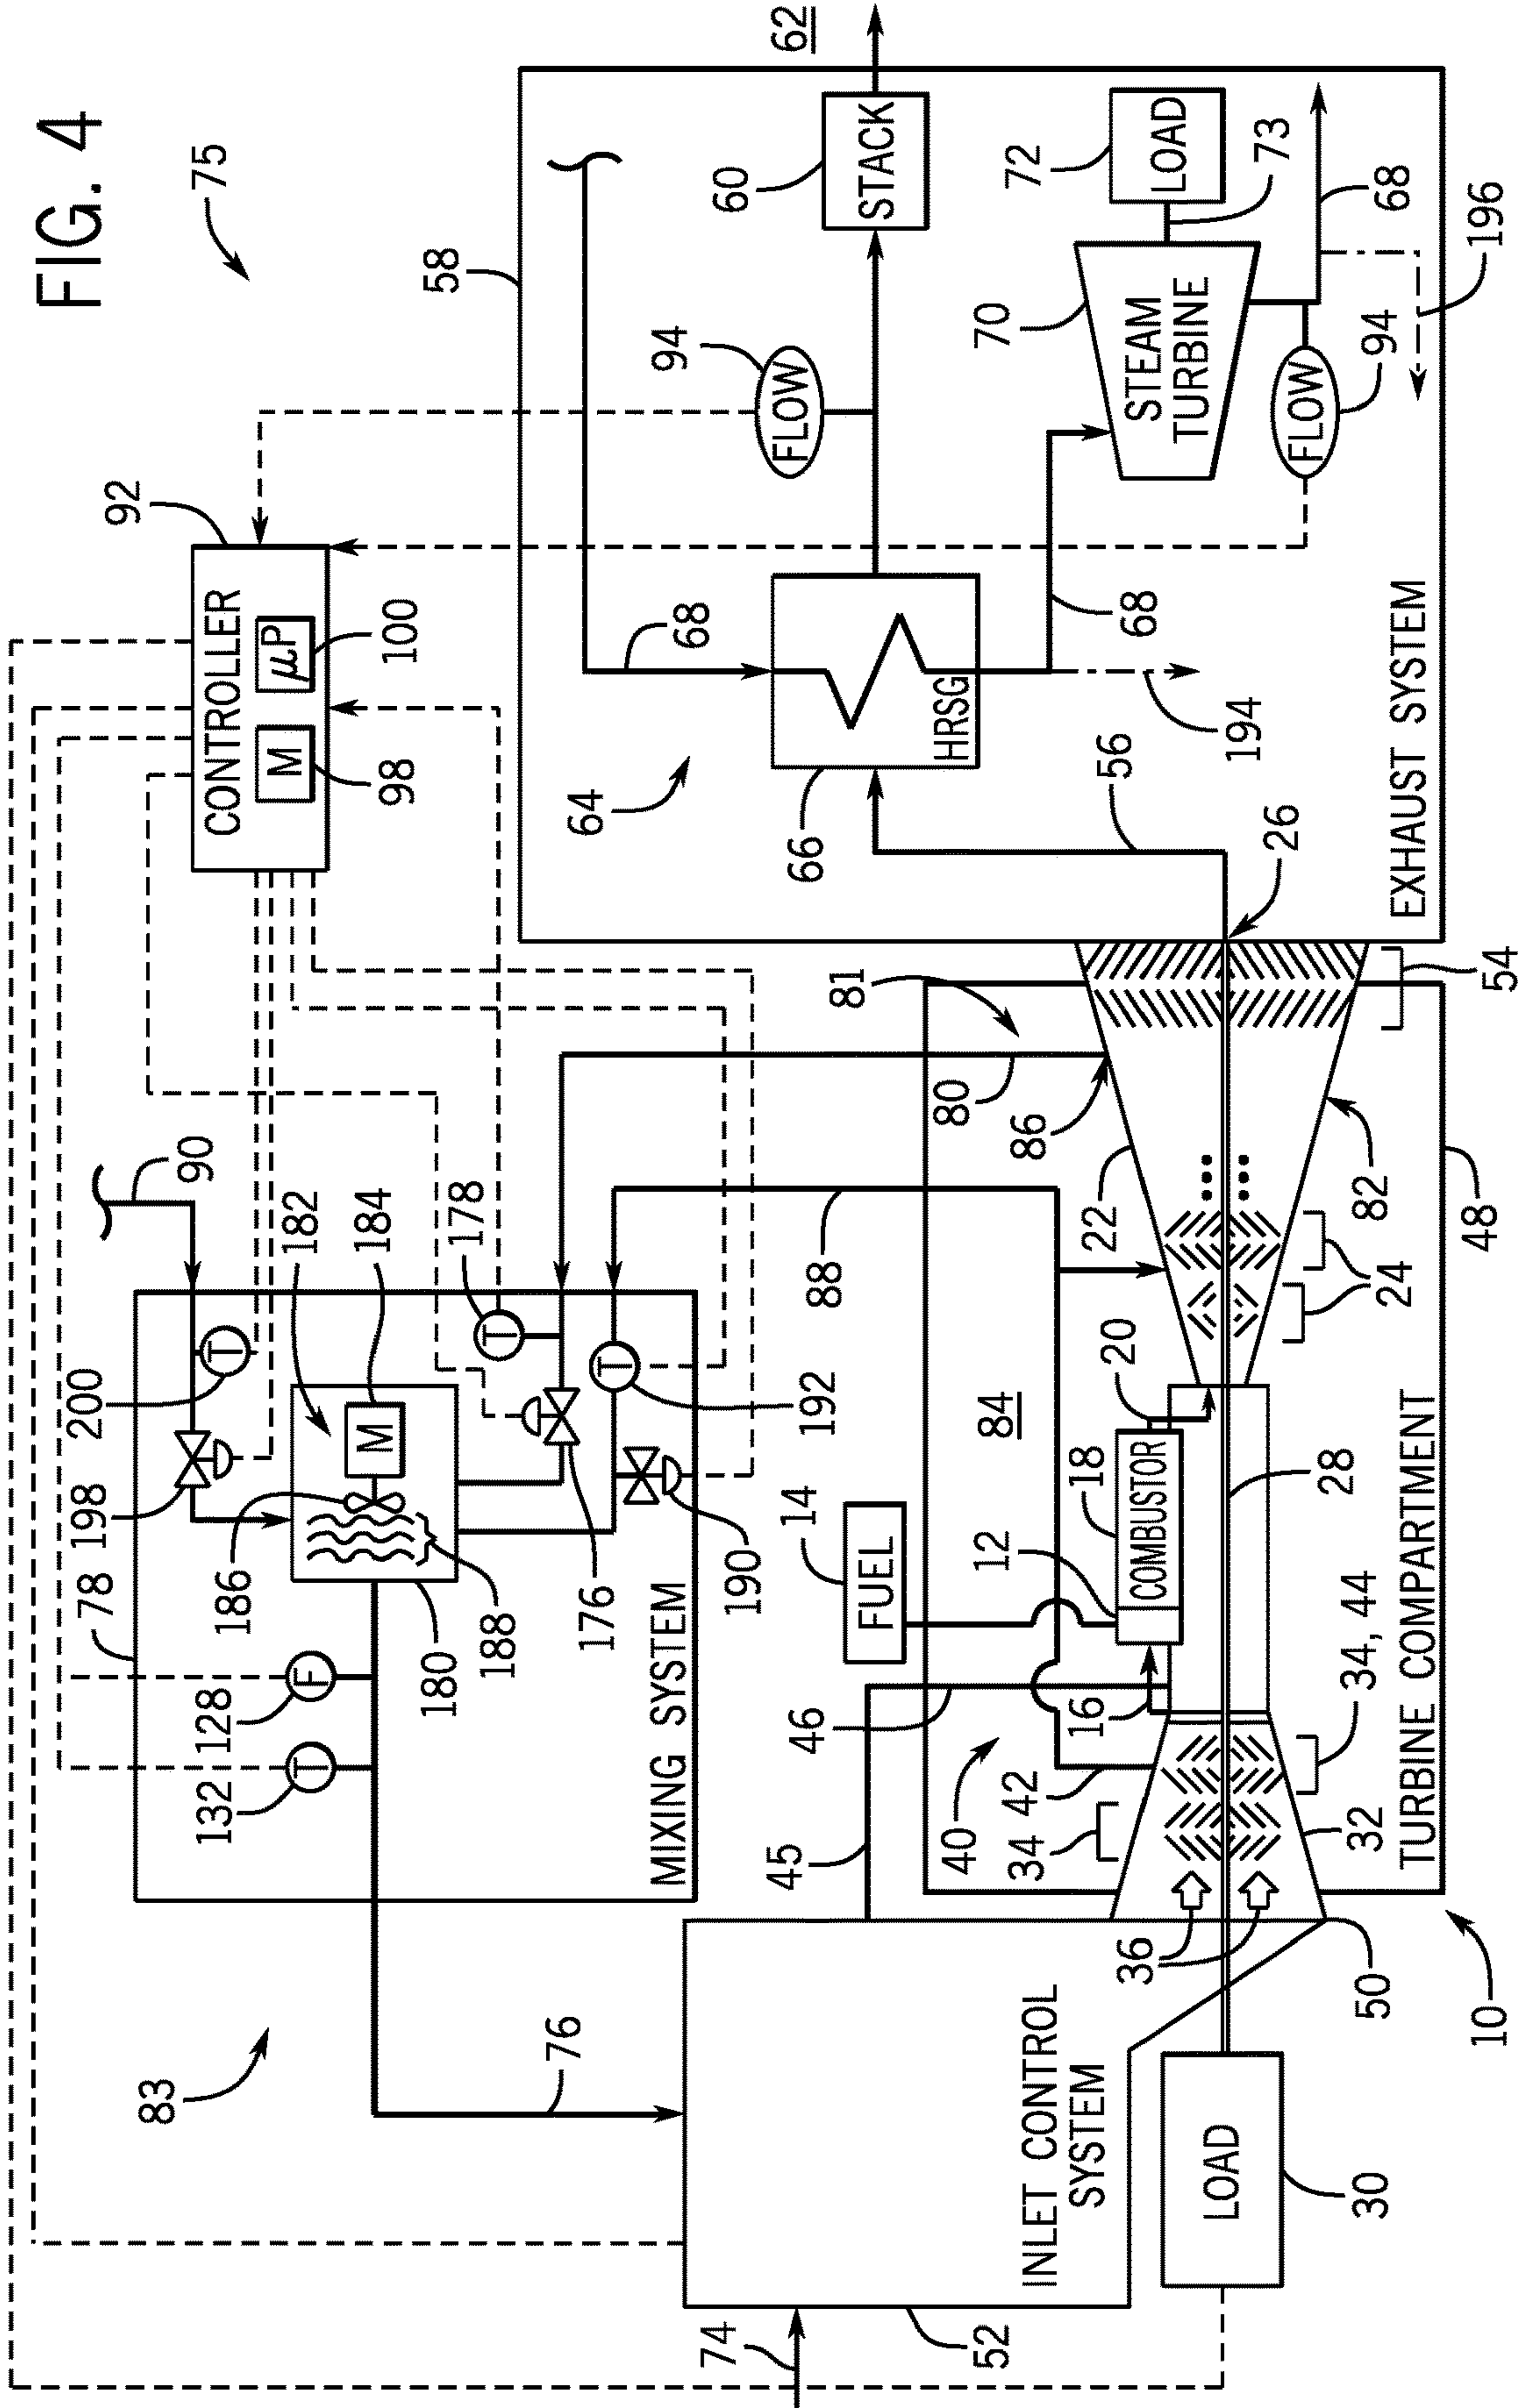 FIG. 4
75
83
62
58
92
CONTROLLER
M
μP
98
100
94
FLOW
60
STACK
68
64
66
HRSG
194
68
56
70
STEAM
TURBINE
72
LOAD
73
68
94
FLOW
196
26
EXHAUST SYSTEM
90
78
198
200
T
182
184
M
186
188
180
178
T
176
192
T
190
128
F
132
T
MIXING SYSTEM
76
INLET CONTROL
SYSTEM
52
74
LOAD
30
45
46
40
42
34
36
50
10
32
34, 44
16
12
14
FUEL
18
COMBUSTOR
20
28
84
88
22
24
80
86
81
82
48
54
TURBINE COMPARTMENT